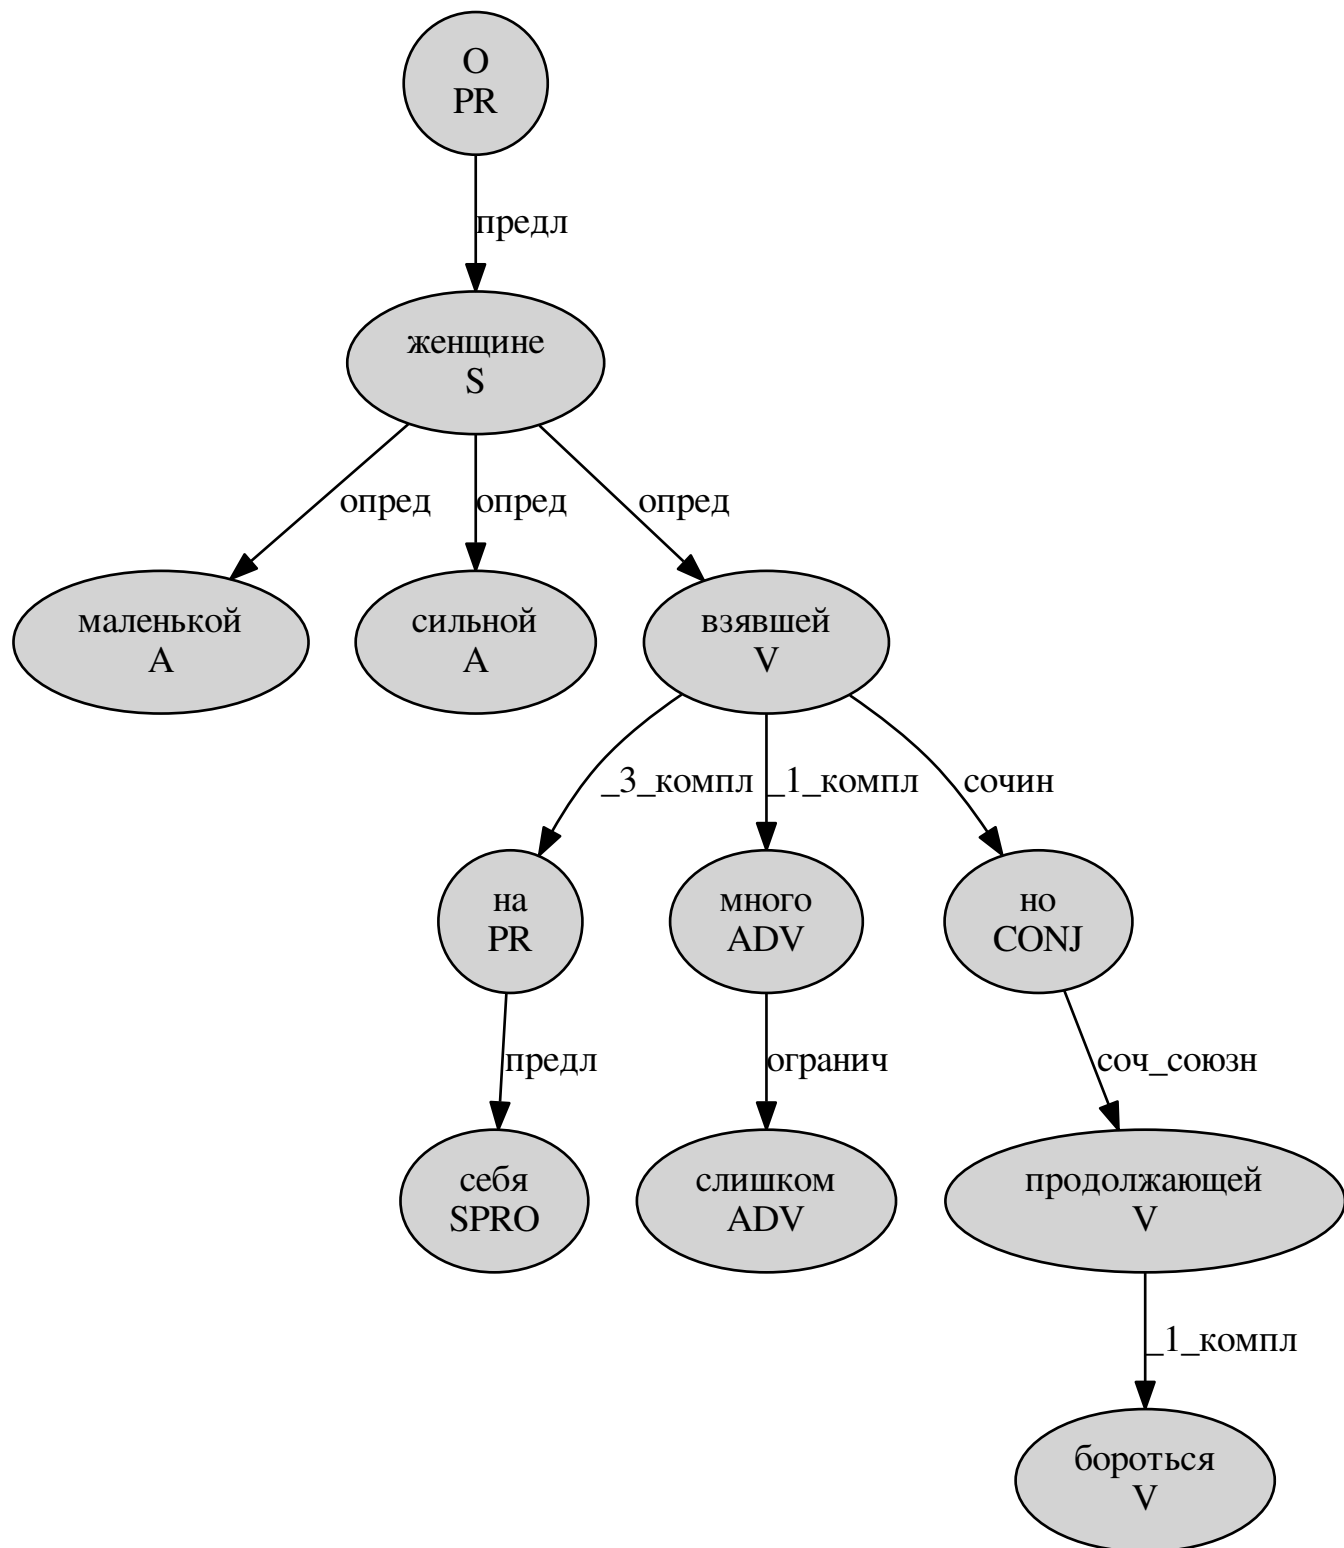 О
PR
предл
женщине
S
опред
опред
опред
маленькой
A
сильной
A
взявшей
V
_3_компл
_1_компл
сочин
на
PR
много
ADV
но
CONJ
предл
огранич
соч_союзн
себя
SPRO
слишком
ADV
продолжающей
V
_1_компл
бороться
V